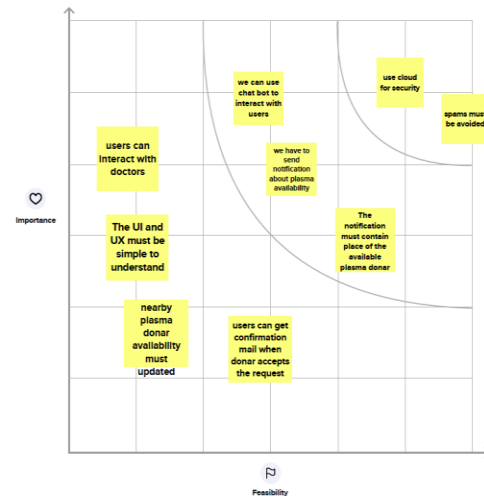 use cloud
for security
we can use
chat bot to
interact with
users
spams must
be avoided
users can
interact with
doctors
we have to
send
notification
about plasma
availability
Importance
The UI and
UX must be
simple to
understand
The
notification
must contain
place of the
available
plasma donar
nearby
plasma
donar
availability
must
updated
users can get
confirmation
mail when
donar accepts
the request
Feasibility